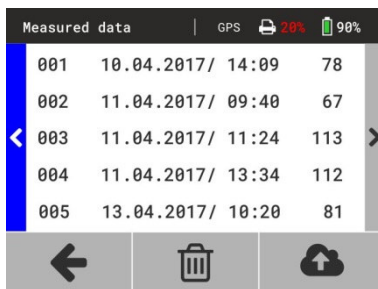 Measured data | GPS 20% 90%
001 10.04.2017/ 14:09 78
002 11.04.2017/ 09:40 67
003 11.04.2017/ 11:24 113
004 11.04.2017/ 13:34 112
005 13.04.2017/ 10:20 81